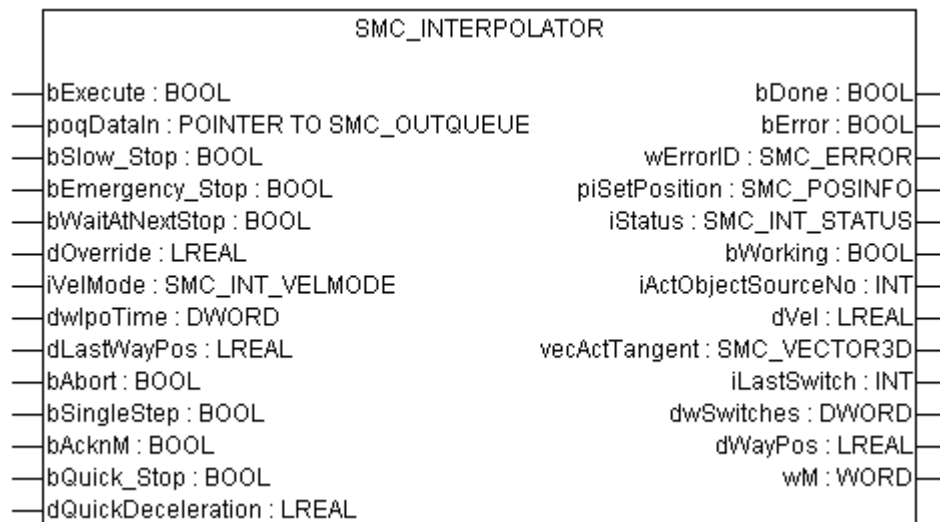 SMC_INTERPOLATOR
bExecute : BOOL bDone : BOOL
poqDataIn : POINTER TO SMC_OUTQUEUE bError : BOOL
bSlow_Stop : BOOL wErrorID : SMC_ERROR
bEmergency_Stop : BOOL piSetPosition : SMC_POSINFO
bWaitAtNextStop : BOOL iStatus : SMC_INT_STATUS
dOverride : LREAL bWorking : BOOL
iVelMode : SMC_INT_VELMODE iActObjectSourceNo : INT
dwIpoTime : DWORD dVel : LREAL
dLastWayPos : LREAL vecActTangent : SMC_VECTOR3D
bAbort : BOOL iLastSwitch : INT
bSingleStep : BOOL dwSwitches : DWORD
bAcknM : BOOL dWayPos : LREAL
bQuick_Stop : BOOL wM : WORD
dQuickDeceleration : LREAL